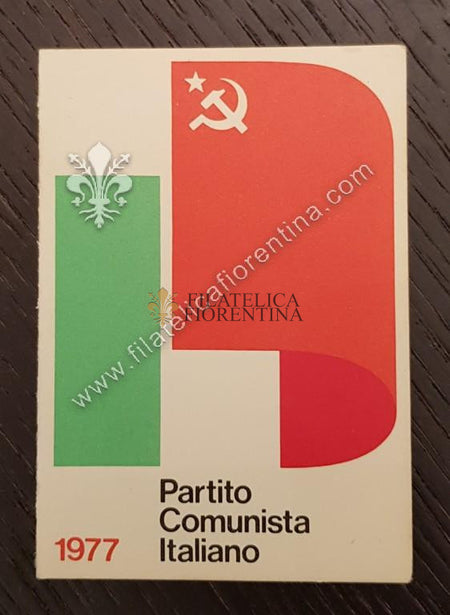 www.filatelicafiorentina.com
FILATELICA
FIORENTINA
Partito
Comunista
1977 Italiano